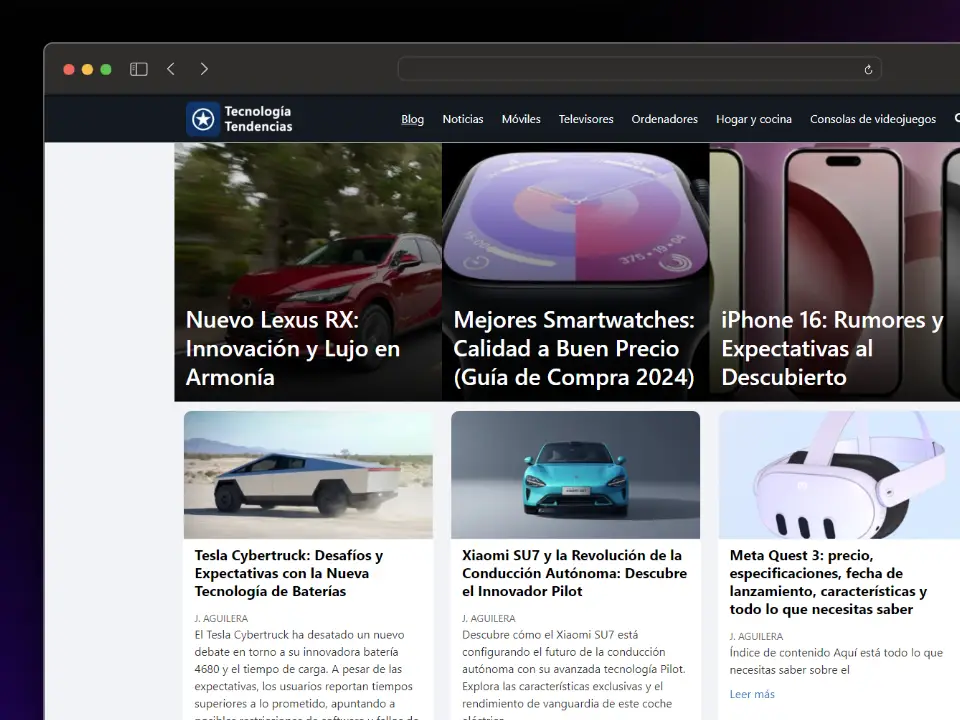 Tecnología
Tendencias
Blog Noticias Móviles Televisores Ordenadores Hogar y cocina Consolas de videojuegos
Nuevo Lexus RX:
Innovación y Lujo en
Armonía
Mejores Smartwatches:
Calidad a Buen Precio
(Guía de Compra 2024)
iPhone 16: Rumores y
Expectativas al
Descubierto
Tesla Cybertruck: Desafíos y
Expectativas con la Nueva
Tecnología de Baterías
J. AGUILERA
El Tesla Cybertruck ha desatado un nuevo
debate en torno a su innovadora batería
4680 y el tiempo de carga. A pesar de las
expectativas, los usuarios reportan tiempos
superiores a lo prometido, apuntando a
posibles restricciones de software y fallos de
Xiaomi SU7 y la Revolución de la
Conducción Autónoma: Descubre
el Innovador Pilot
J. AGUILERA
Descubre cómo el Xiaomi SU7 está
configurando el futuro de la conducción
autónoma con su avanzada tecnología Pilot.
Explora las características exclusivas y el
rendimiento de vanguardia de este coche
eléctrico
Meta Quest 3: precio,
especificaciones, fecha de
lanzamiento, características y
todo lo que necesitas saber
J. AGUILERA
Índice de contenido Aquí está todo lo que
necesitas saber sobre el
Leer más